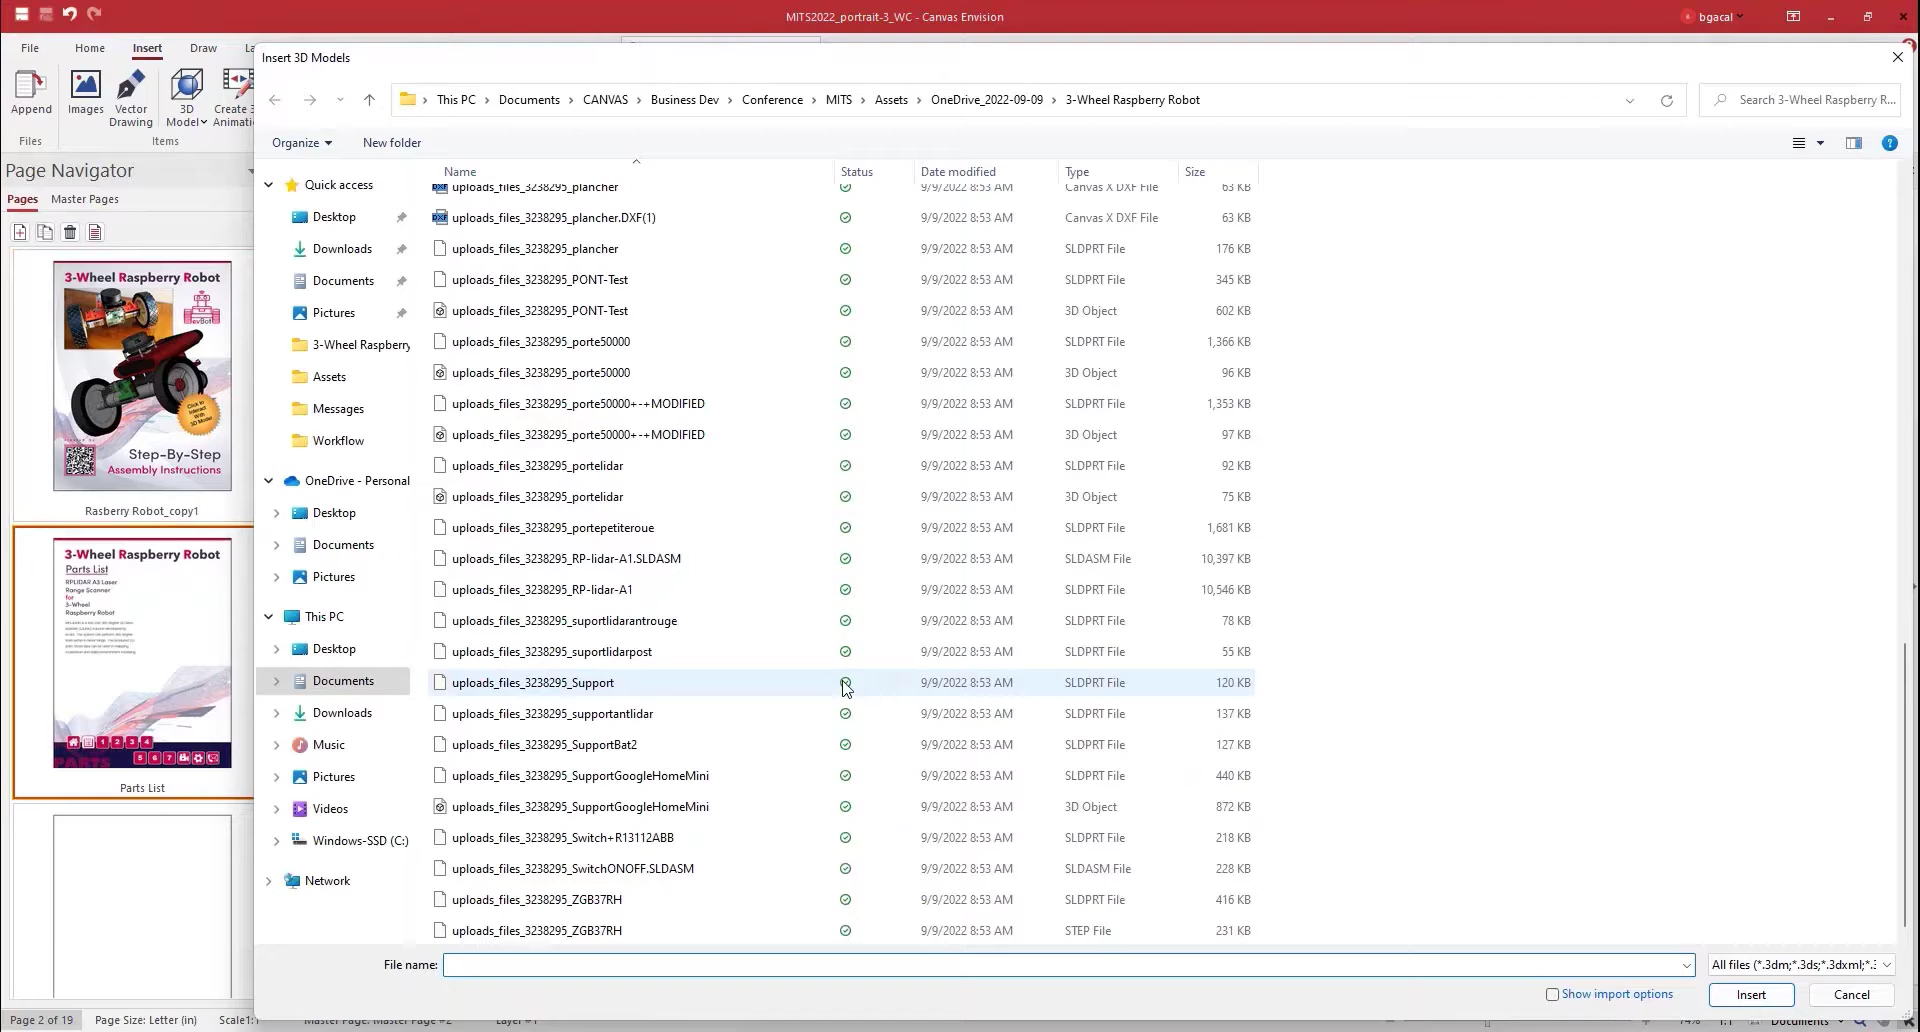 MITS2022_portrait-3_WC - Canvas Envision
bgacal
File Home Insert Draw
Append
Images
Vector Drawing
3D Model
Files
Items
Page Navigator
Pages Master Pages
3-Wheel Raspberry Robot
DevBot
Click to Interact With 3D Model
Step-By-Step
Assembly Instructions
Rasberry Robot_copy1
3-Wheel Raspberry Robot
Parts List
RPLIDAR A3 Laser
Range Scanner
for
3-Wheel
Raspberry Robot
1 2 3 4
5 6 7
PARTS
Parts List
Page 2 of 19 Page Size: Letter (in)
Insert 3D Models
This PC > Documents > CANVAS > Business Dev > Conference > MITS > Assets > OneDrive_2022-09-09 > 3-Wheel Raspberry Robot
Search 3-Wheel Raspberry R...
Organize New folder
Quick access
Desktop
Downloads
Documents
Pictures
3-Wheel Raspberry
Assets
Messages
Workflow
OneDrive - Personal
Desktop
Documents
Pictures
This PC
Desktop
Documents
Downloads
Music
Pictures
Videos
Windows-SSD (C:)
Network
Name Status Date modified Type Size
uploads_files_3238295_plancher 9/9/2022 8:53 AM Canvas X DXF File 63 KB
uploads_files_3238295_plancher.DXF(1) 9/9/2022 8:53 AM Canvas X DXF File 63 KB
uploads_files_3238295_plancher 9/9/2022 8:53 AM SLDPRT File 176 KB
uploads_files_3238295_PONT-Test 9/9/2022 8:53 AM SLDPRT File 345 KB
uploads_files_3238295_PONT-Test 9/9/2022 8:53 AM 3D Object 602 KB
uploads_files_3238295_porte50000 9/9/2022 8:53 AM SLDPRT File 1,366 KB
uploads_files_3238295_porte50000 9/9/2022 8:53 AM 3D Object 96 KB
uploads_files_3238295_porte50000+-+MODIFIED 9/9/2022 8:53 AM SLDPRT File 1,353 KB
uploads_files_3238295_porte50000+-+MODIFIED 9/9/2022 8:53 AM 3D Object 97 KB
uploads_files_3238295_portelidar 9/9/2022 8:53 AM SLDPRT File 92 KB
uploads_files_3238295_portelidar 9/9/2022 8:53 AM 3D Object 75 KB
uploads_files_3238295_portepetiteroue 9/9/2022 8:53 AM SLDPRT File 1,681 KB
uploads_files_3238295_RP-lidar-A1.SLDASM 9/9/2022 8:53 AM SLDASM File 10,397 KB
uploads_files_3238295_RP-lidar-A1 9/9/2022 8:53 AM SLDPRT File 10,546 KB
uploads_files_3238295_suportlidarantrouge 9/9/2022 8:53 AM SLDPRT File 78 KB
uploads_files_3238295_suportlidarpost 9/9/2022 8:53 AM SLDPRT File 55 KB
uploads_files_3238295_Support 9/9/2022 8:53 AM SLDPRT File 120 KB
uploads_files_3238295_supportantlidar 9/9/2022 8:53 AM SLDPRT File 137 KB
uploads_files_3238295_SupportBat2 9/9/2022 8:53 AM SLDPRT File 127 KB
uploads_files_3238295_SupportGoogleHomeMini 9/9/2022 8:53 AM SLDPRT File 440 KB
uploads_files_3238295_SupportGoogleHomeMini 9/9/2022 8:53 AM 3D Object 872 KB
uploads_files_3238295_Switch+R13112ABB 9/9/2022 8:53 AM SLDPRT File 218 KB
uploads_files_3238295_SwitchONOFF.SLDASM 9/9/2022 8:53 AM SLDASM File 228 KB
uploads_files_3238295_ZGB37RH 9/9/2022 8:53 AM SLDPRT File 416 KB
uploads_files_3238295_ZGB37RH 9/9/2022 8:53 AM STEP File 231 KB
File name: All files (*.3dm;*.3ds;*.3dxml;*.
Show import options Insert Cancel